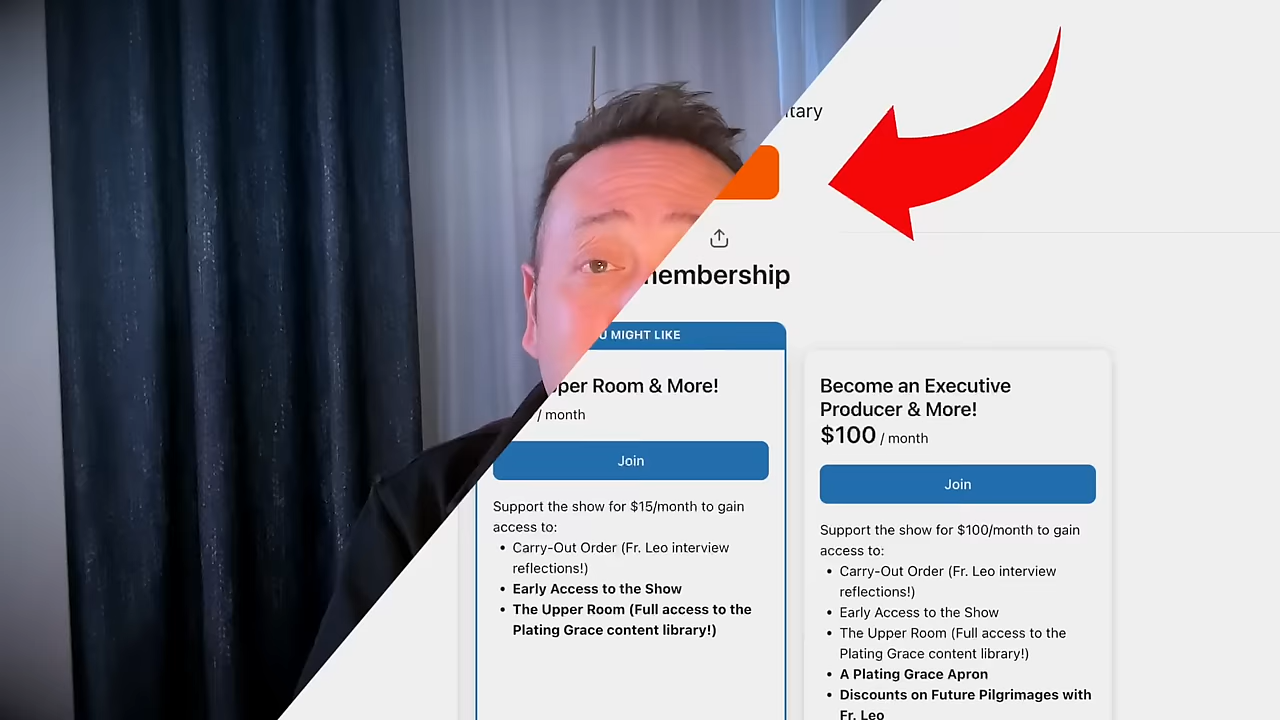 membership
MIGHT LIKE
Room & More!
/ month
Join
Support the show for $15/month to gain
access to:
• Carry-Out Order (Fr. Leo interview
reflections!)
• Early Access to the Show
• The Upper Room (Full access to the
Plating Grace content library!)
Become an Executive
Producer & More!
$100 / month
Join
Support the show for $100/month to gain
access to:
• Carry-Out Order (Fr. Leo interview
reflections!)
• Early Access to the Show
• The Upper Room (Full access to the
Plating Grace content library!)
• A Plating Grace Apron
• Discounts on Future Pilgrimages with
Fr. Leo